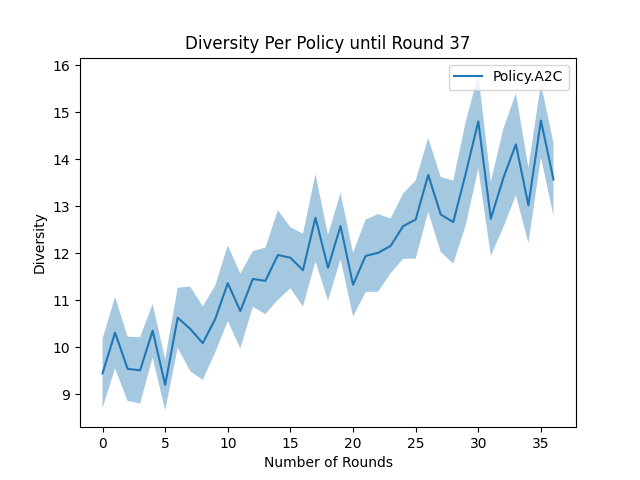 Diversity Per Policy until Round 37
Policy.A2C
16
15
14
13
12
11
10
9
Diversity
0 5 10 15 20 25 30 35
Number of Rounds